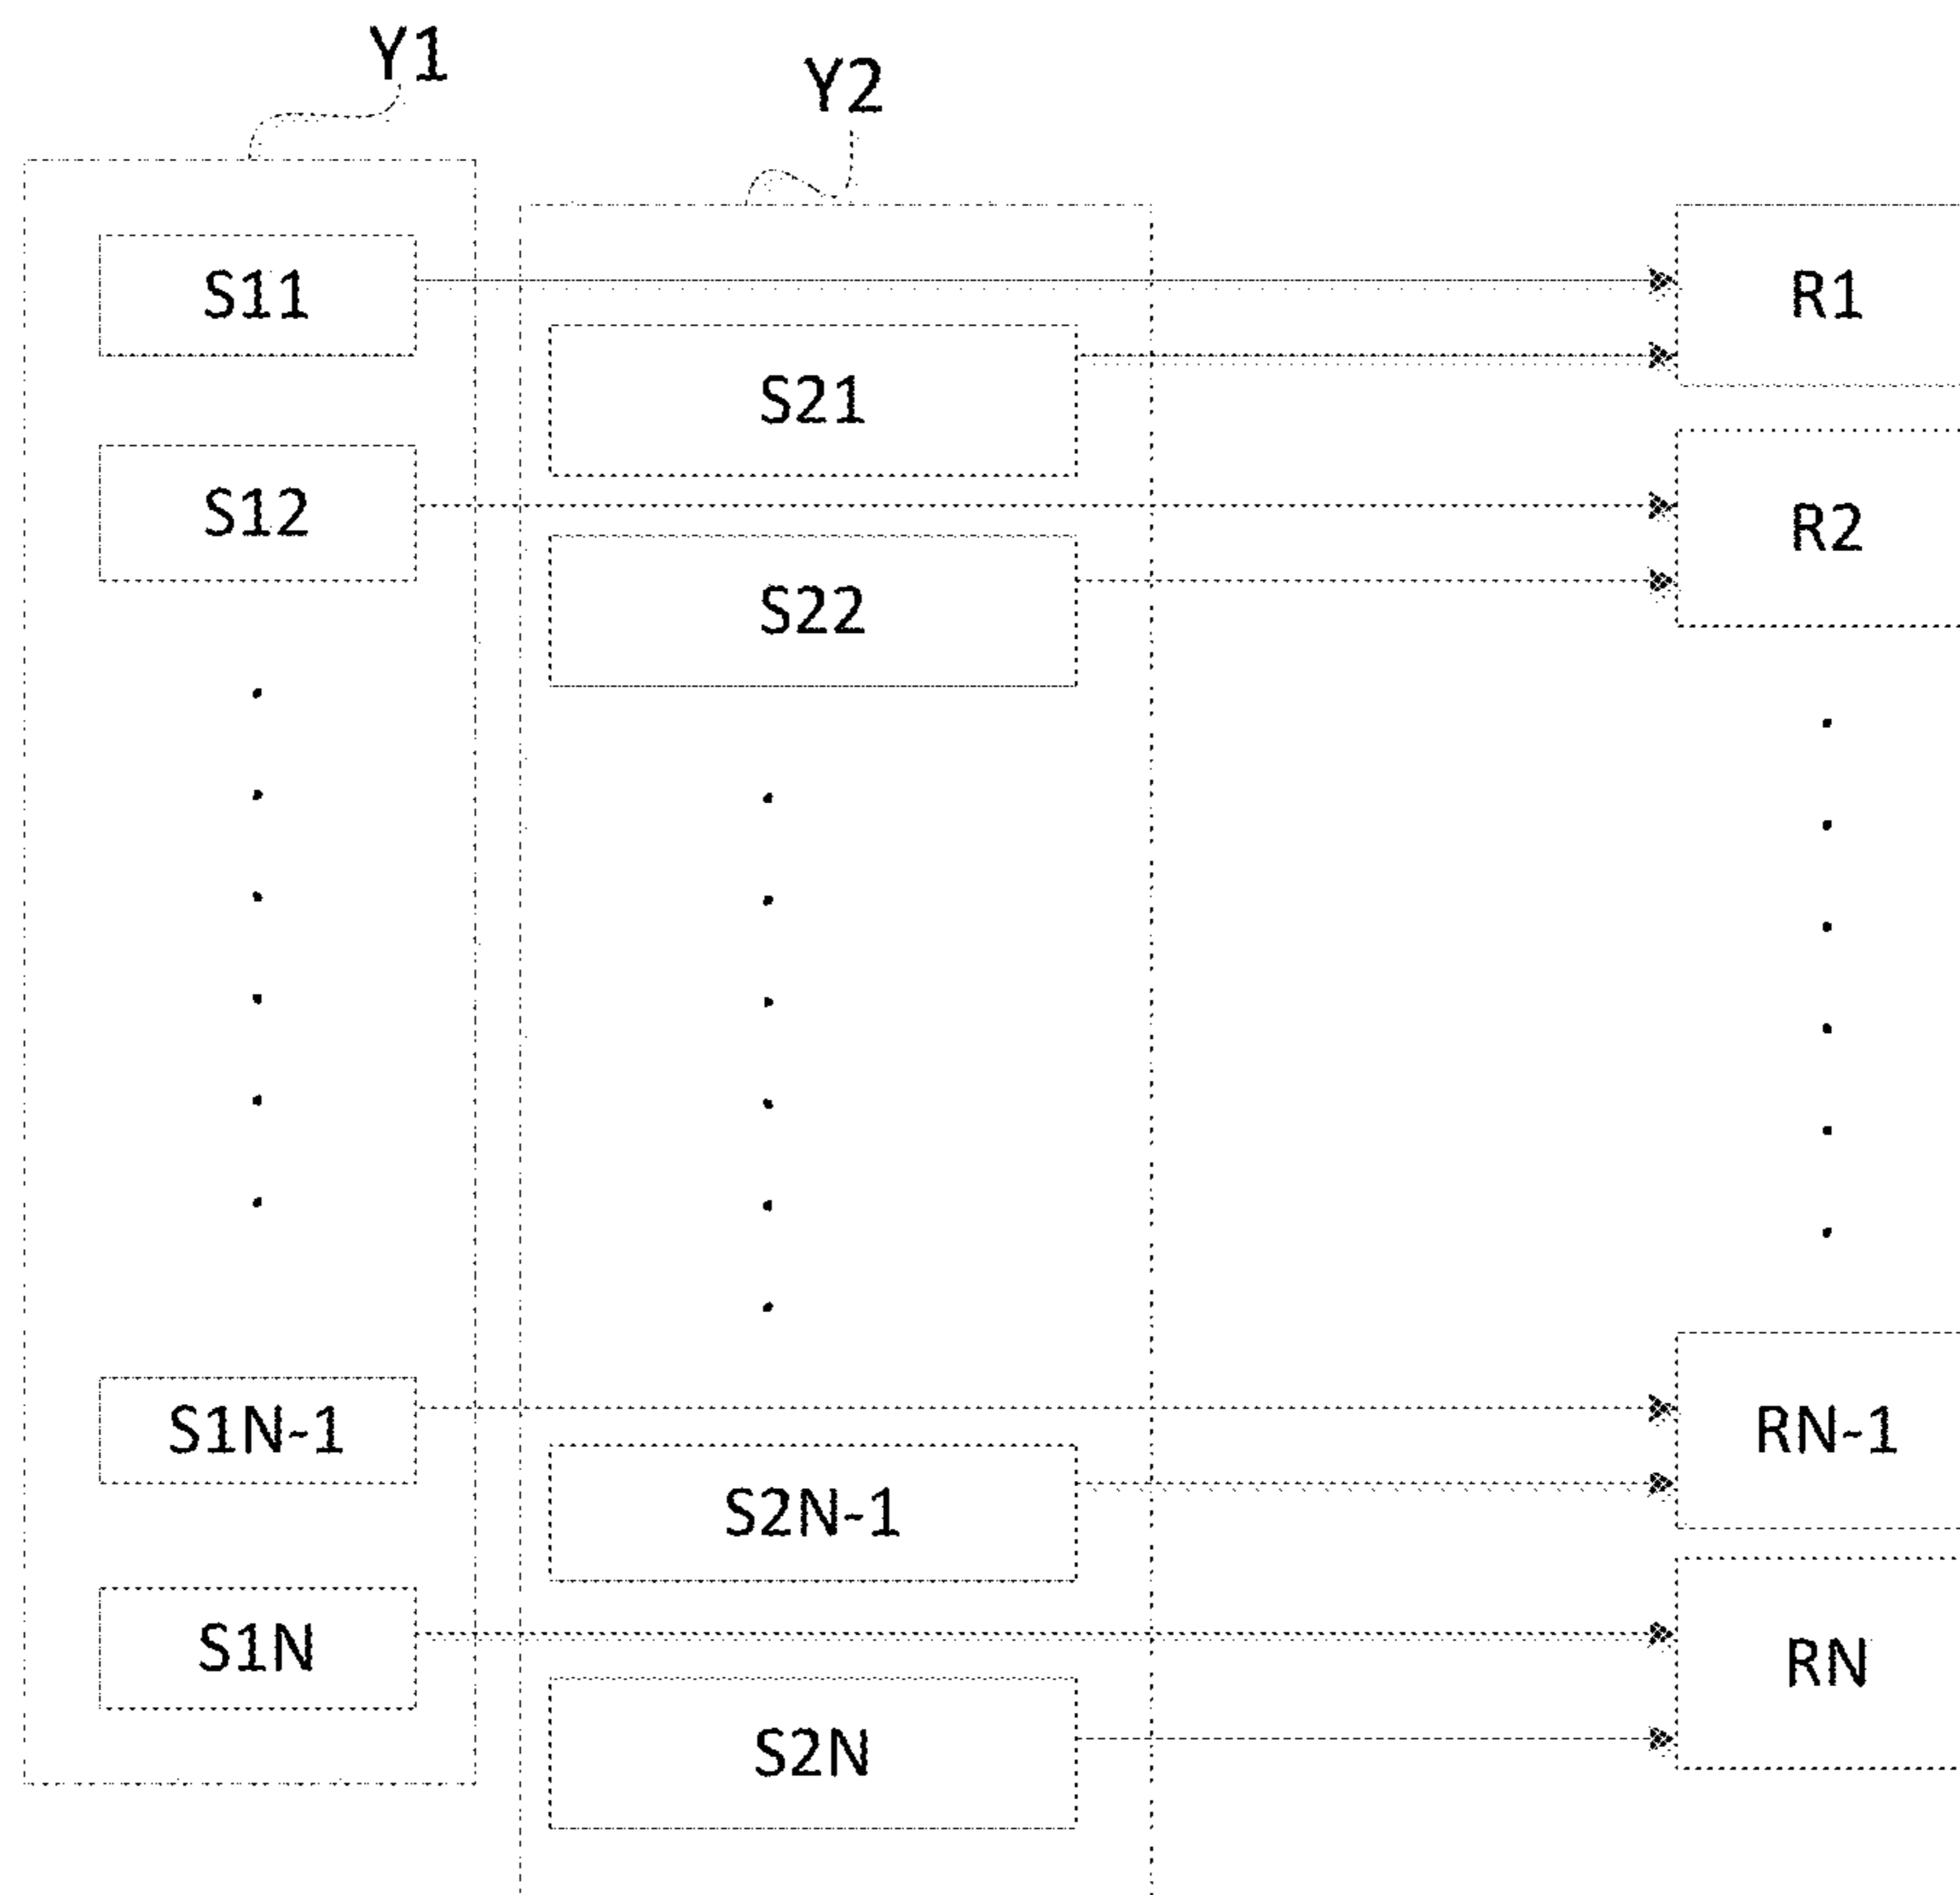 Y1
Y2
S11
R1
S21
S12
R2
S22
S1N-1
RN-1
S2N-1
S1N
RN
S2N